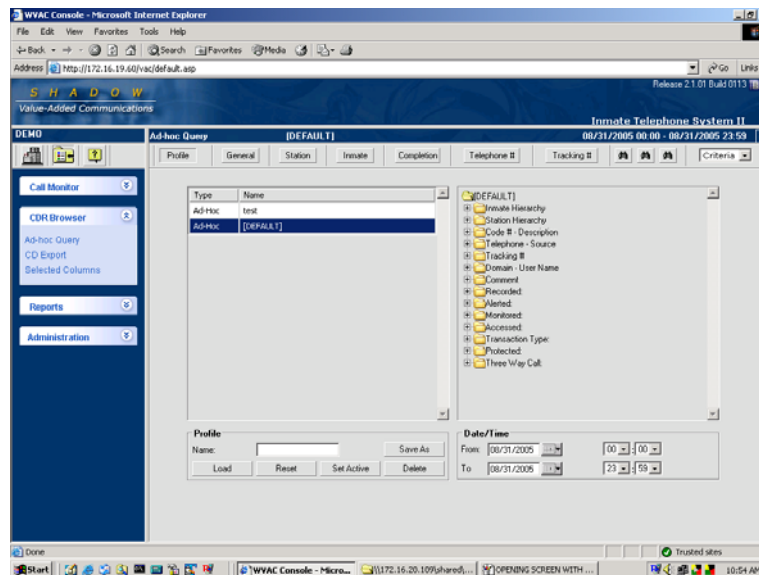 WVAC Console - Microsoft Internet Explorer
File Edit View Favorites Tools Help
Back Search Favorites Media
Address http://172.16.19.60/vac/default.asp Go Links
SHADOW Release 2.1.01 Build 0113
Value-Added Communications
Inmate Telephone System II
DEMO Ad-hoc Query [DEFAULT] 08/31/2005 00:00 - 08/31/2005 23:59
Profile General Station Inmate Completion Telephone # Tracking # Criteria
Call Monitor
CDR Browser
Ad-hoc Query
CD Export
Selected Columns
Reports
Administration
Type Name
Ad-Hoc test
Ad-Hoc [DEFAULT]
[DEFAULT]
Inmate Hierarchy
Station Hierarchy
Code # - Description
Telephone - Source
Tracking #
Domain - User Name
Comment
Recorded:
Alerted:
Monitored:
Accessed:
Transaction Type:
Protected:
Three Way Call:
Profile
Name: Save As
Load Reset Set Active Delete
Date/Time
From: 08/31/2005 00 : 00
To 08/31/2005 23 : 59
Done Trusted sites
Start WVAC Console - Micro... \\172.16.20.109\shared\... OPENING SCREEN WITH ... 10:54 AM